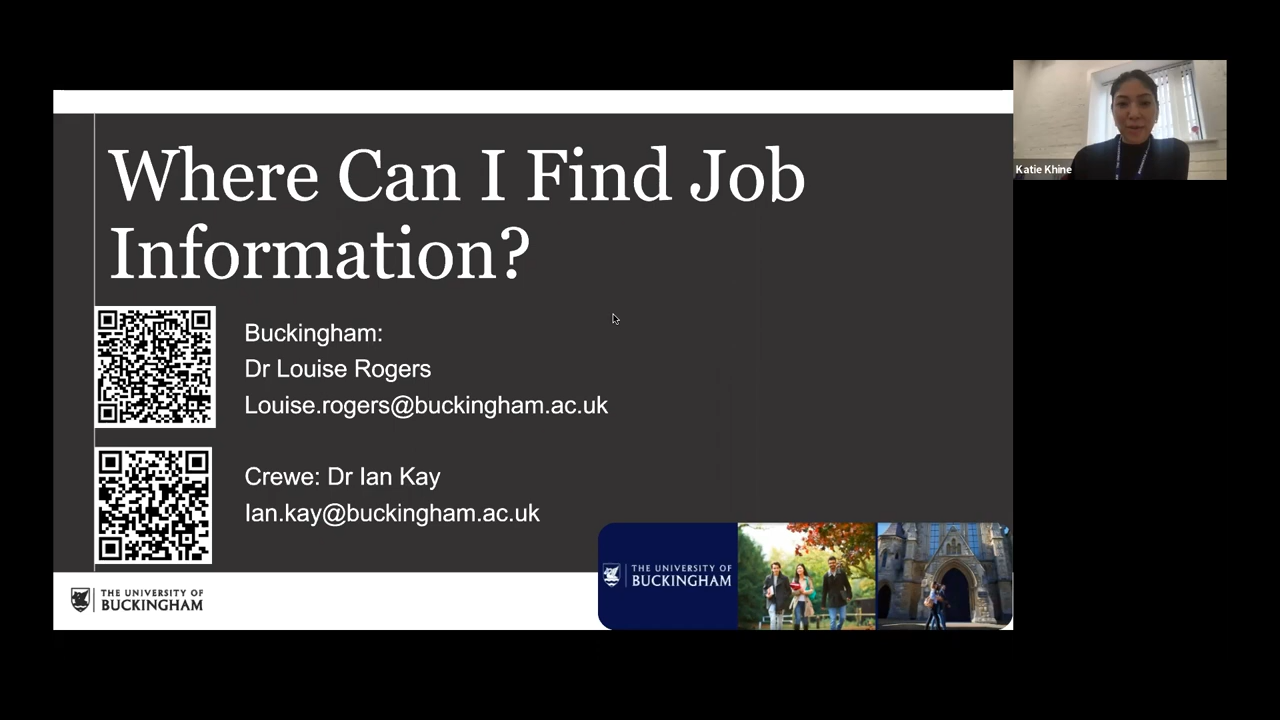 Where Can I Find Job
Information?
Buckingham:
Dr Louise Rogers
Louise.rogers@buckingham.ac.uk
Crewe: Dr Ian Kay
Ian.kay@buckingham.ac.uk
THE UNIVERSITY OF
BUCKINGHAM
THE UNIVERSITY OF
BUCKINGHAM
Katie Khine